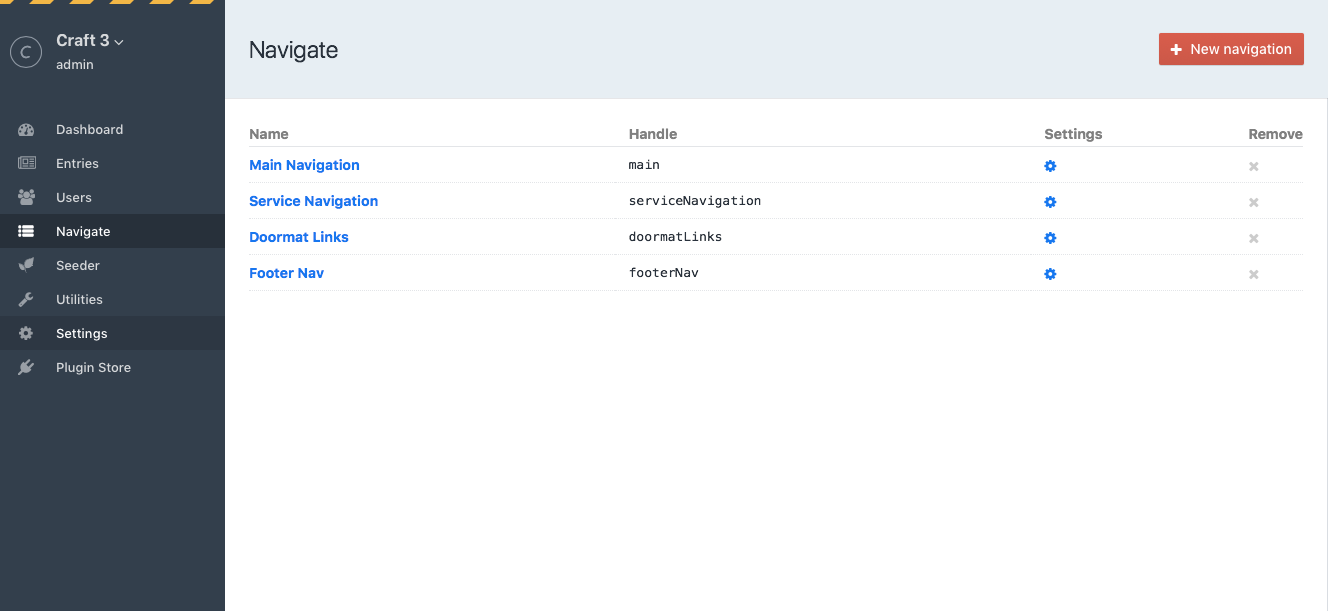 Craft 3
C
admin
Dashboard
Entries
Users
Navigate
Seeder
Utilities
Settings
Plugin Store
Navigate
New navigation
Name Handle Settings Remove
Main Navigation main
Service Navigation serviceNavigation
Doormat Links doormatLinks
Footer Nav footerNav